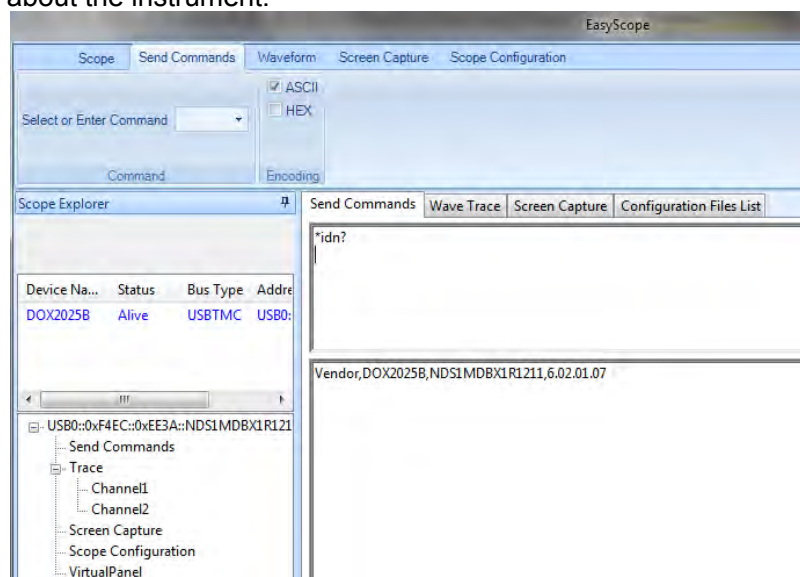 about the instrument.
EasyScope
Scope Send Commands Waveform Screen Capture Scope Configuration
ASCII
HEX
Select or Enter Command
Command Encoding
Scope Explorer
Send Commands Wave Trace Screen Capture Configuration Files List
*idn?
Device Na... Status Bus Type Addre
DOX2025B Alive USBTMC USB0:
Vendor,DOX2025B,NDS1MDBX1R1211,6.02.01.07
USB0::0xF4EC::0xEE3A::NDS1MDBX1R121
Send Commands
Trace
Channel1
Channel2
Screen Capture
Scope Configuration
VirtualPanel